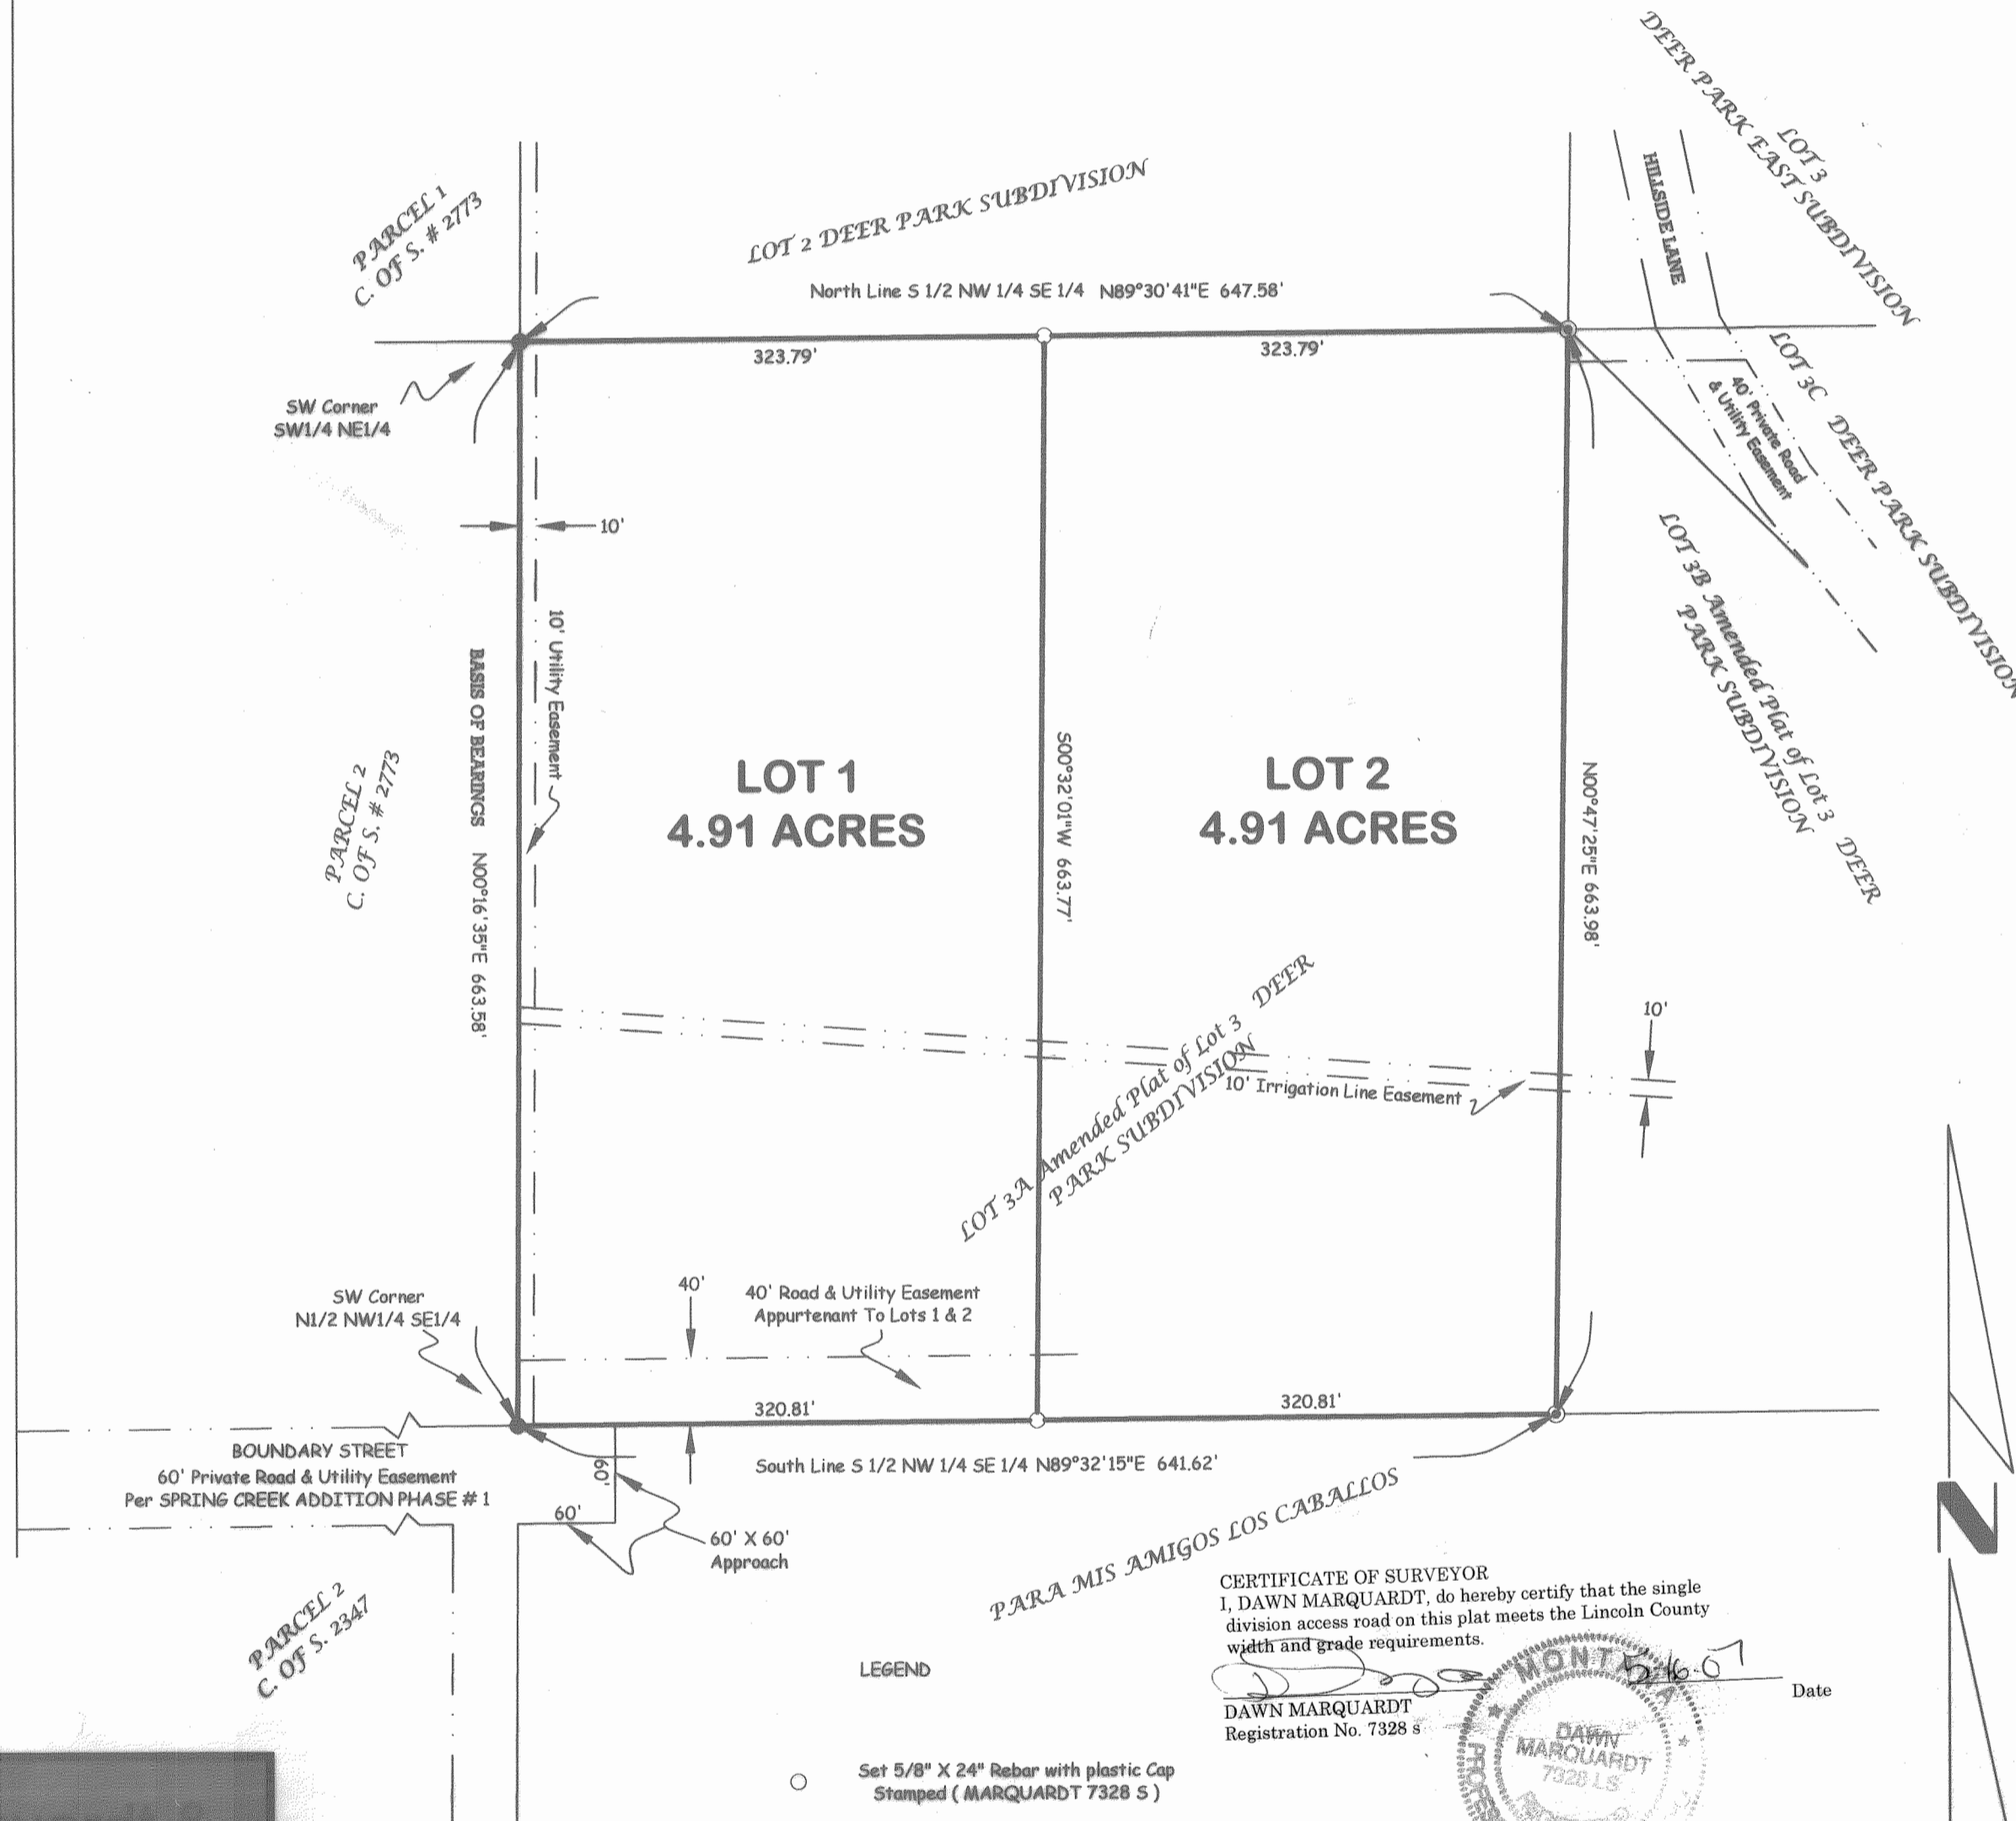 DEER PARK EAST SUBDIVISION
LOT 3
HILLSIDE LANE
PARCEL 1
C. OF S. # 2773
LOT 2 DEER PARK SUBDIVISION
North Line S 1/2 NW 1/4 SE 1/4 N89°30'41"E 647.58'
323.79'
323.79'
SW Corner
SW1/4 NE1/4
LOT 3C DEER PARK SUBDIVISION
40' Private Road
& Utility Easement
10'
10' Utility Easement
LOT 3B Amended Plat of Lot 3 DEER
PARK SUBDIVISION
BASIS OF BEARINGS N00°16'35"E 663.58'
PARCEL 2
C. OF S. # 2773
LOT 1
4.91 ACRES
S00°32'01"W 663.77'
LOT 2
4.91 ACRES
N00°47'25"E 663.98'
10'
LOT 3A Amended Plat of Lot 3 DEER
PARK SUBDIVISION
10' Irrigation Line Easement
40'
40' Road & Utility Easement
Appurtenant To Lots 1 & 2
SW Corner
N1/2 NW1/4 SE1/4
320.81'
320.81'
BOUNDARY STREET
60' Private Road & Utility Easement
Per SPRING CREEK ADDITION PHASE # 1
60'
60'
South Line S 1/2 NW 1/4 SE 1/4 N89°32'15"E 641.62'
60' X 60'
Approach
PARA MIS AMIGOS LOS CABALLOS
N
PARCEL 2
C. OF S. 2347
CERTIFICATE OF SURVEYOR
I, DAWN MARQUARDT, do hereby certify that the single
division access road on this plat meets the Lincoln County
width and grade requirements.
5-16-07
Date
DAWN MARQUARDT
Registration No. 7328 s
MONTANA
DAWN
MARQUARDT
7328 LS
LEGEND
Set 5/8" X 24" Rebar with plastic Cap
Stamped ( MARQUARDT 7328 S )